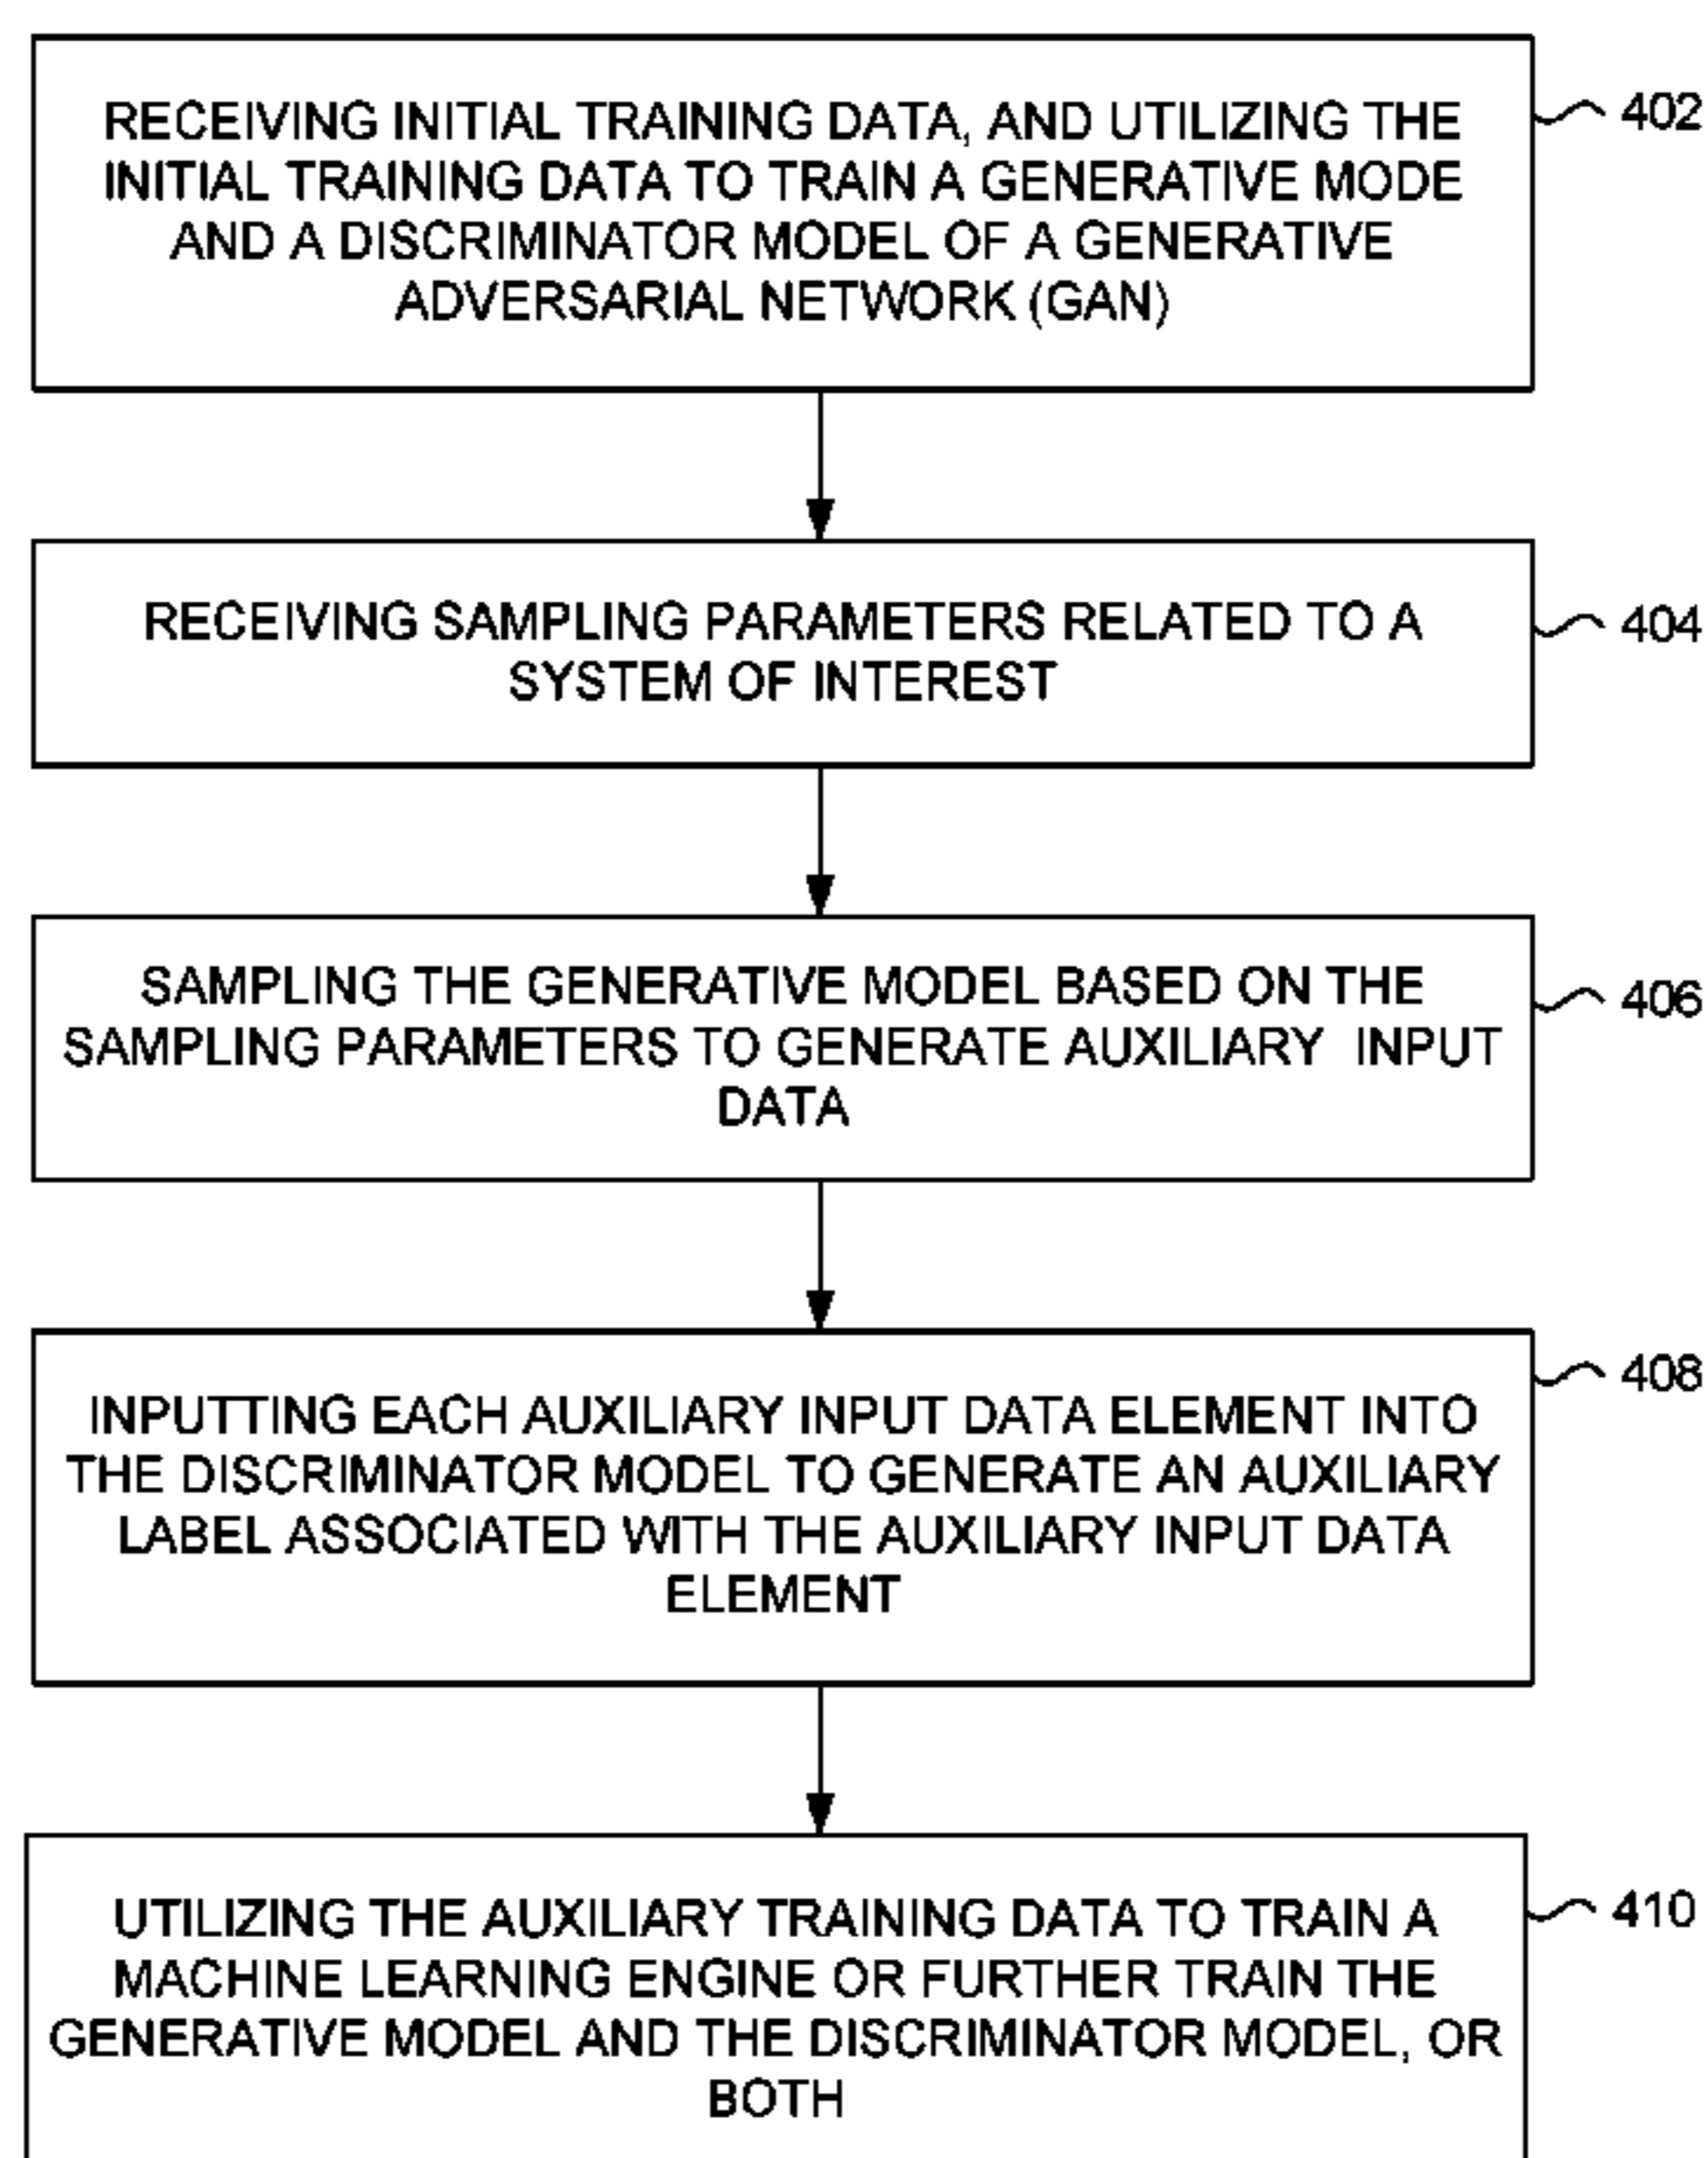 RECEIVING INITIAL TRAINING DATA, AND UTILIZING THE
INITIAL TRAINING DATA TO TRAIN A GENERATIVE MODE
AND A DISCRIMINATOR MODEL OF A GENERATIVE
ADVERSARIAL NETWORK (GAN)
402
RECEIVING SAMPLING PARAMETERS RELATED TO A
SYSTEM OF INTEREST
404
SAMPLING THE GENERATIVE MODEL BASED ON THE
SAMPLING PARAMETERS TO GENERATE AUXILIARY INPUT
DATA
406
INPUTTING EACH AUXILIARY INPUT DATA ELEMENT INTO
THE DISCRIMINATOR MODEL TO GENERATE AN AUXILIARY
LABEL ASSOCIATED WITH THE AUXILIARY INPUT DATA
ELEMENT
408
UTILIZING THE AUXILIARY TRAINING DATA TO TRAIN A
MACHINE LEARNING ENGINE OR FURTHER TRAIN THE
GENERATIVE MODEL AND THE DISCRIMINATOR MODEL, OR
BOTH
410